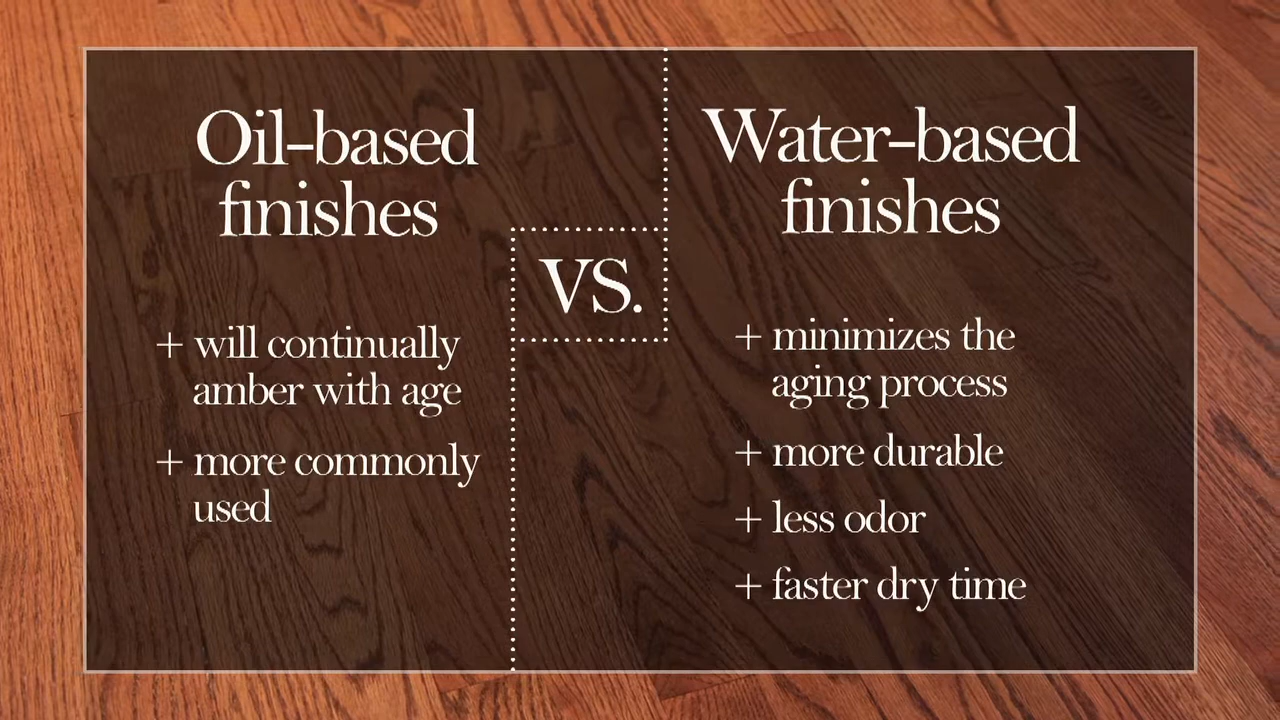 Oil-based
finishes
VS.
Water-based
finishes
+ will continually
amber with age
+ more commonly
used
+ minimizes the
aging process
+ more durable
+ less odor
+ faster dry time